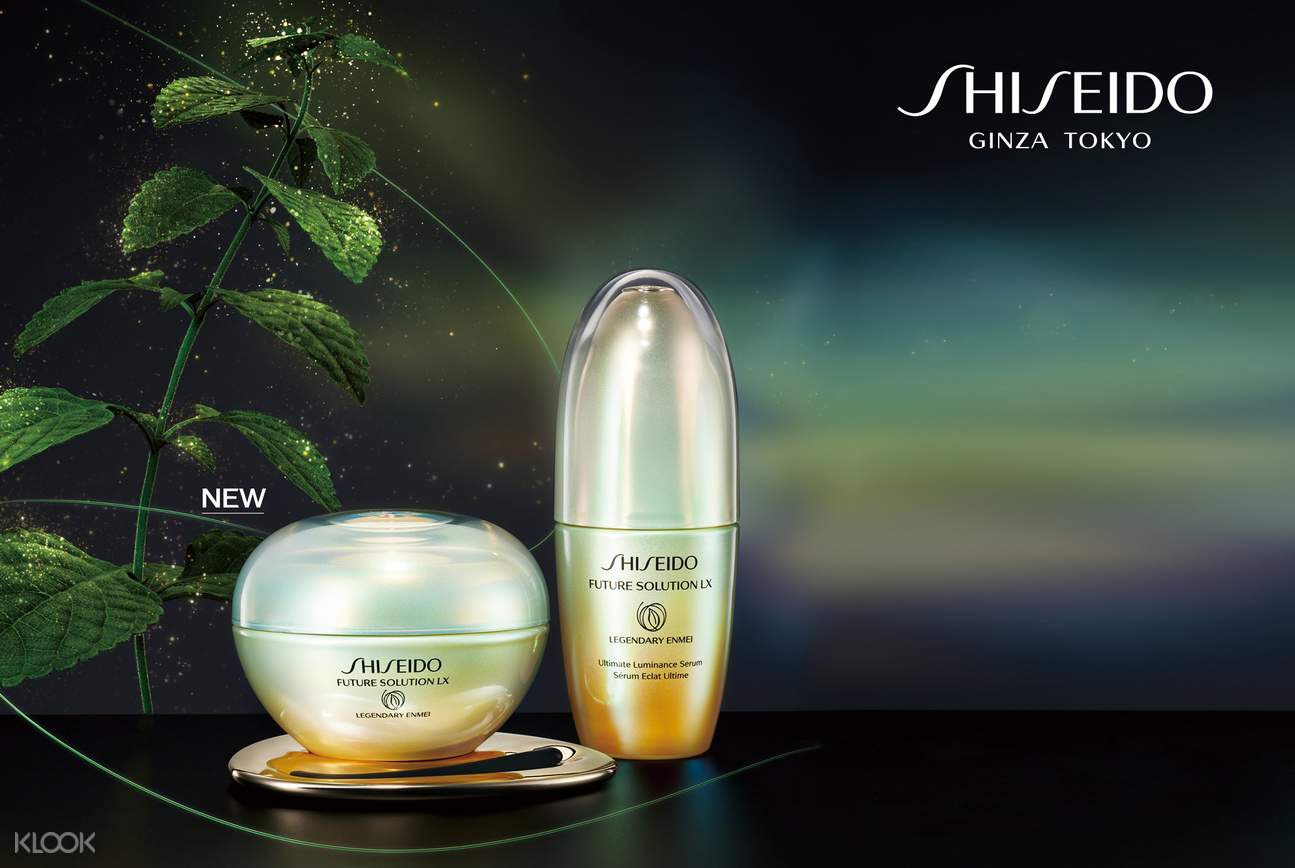 SHISEIDO
GINZA TOKYO
NEW
SHISEIDO
FUTURE SOLUTION LX
LEGENDARY ENMEI
SHISEIDO
FUTURE SOLUTION LX
LEGENDARY ENMEI
Ultimate Luminance Serum
Sérum Eclat Ultime
KLOOK